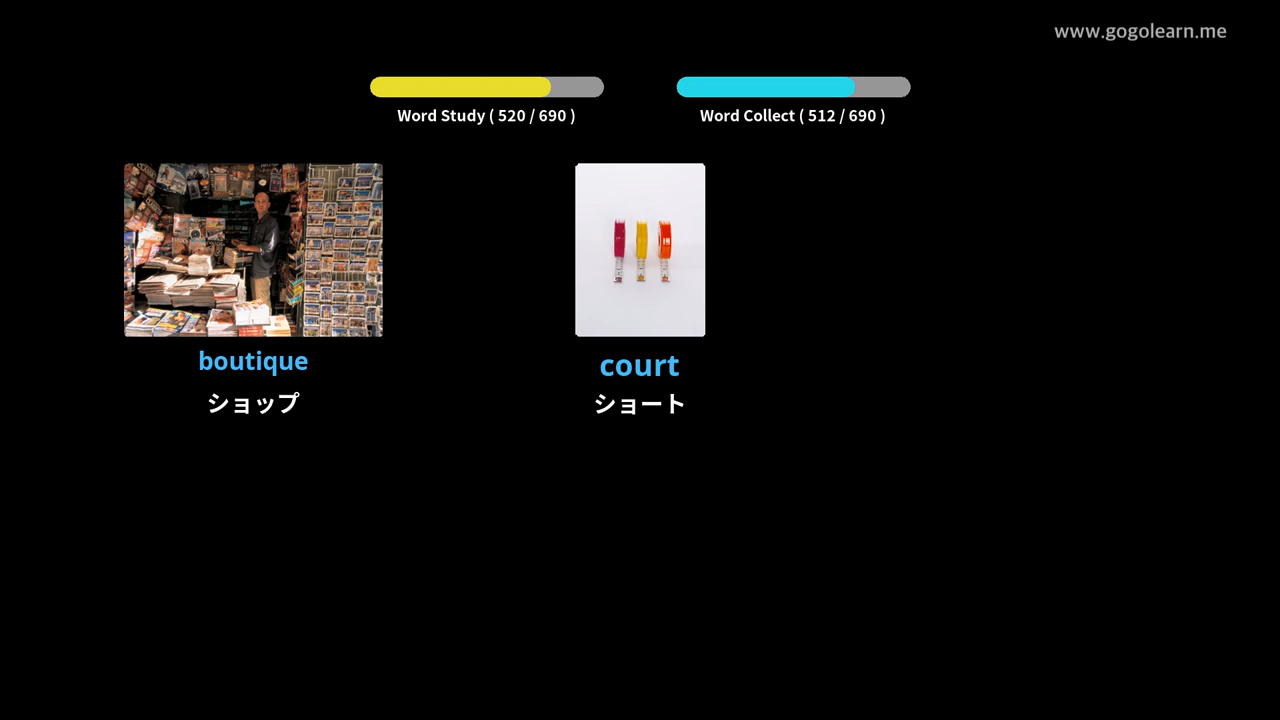 www.gogolearn.me
Word Study ( 520 / 690 )
Word Collect ( 512 / 690 )
boutique
ショップ
court
ショート